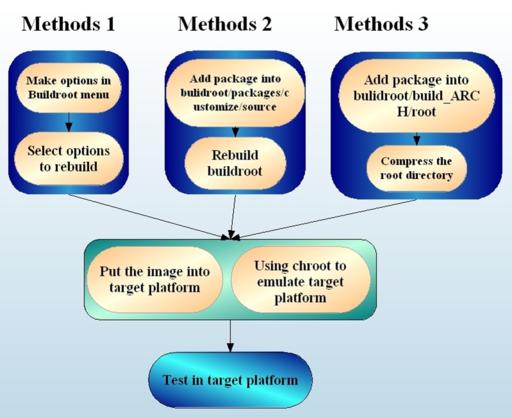 Methods 1
Methods 2
Methods 3
Make options in
Buildroot menu
Select options
to rebuild
Add package into
bulidroot/packages/c
ustomize/source
Rebuild
buildroot
Add package into
bulidroot/build_ARC
H/root
Compress the
root directory
Put the image into
target platform
Using chroot to
emulate target
platform
Test in target platform